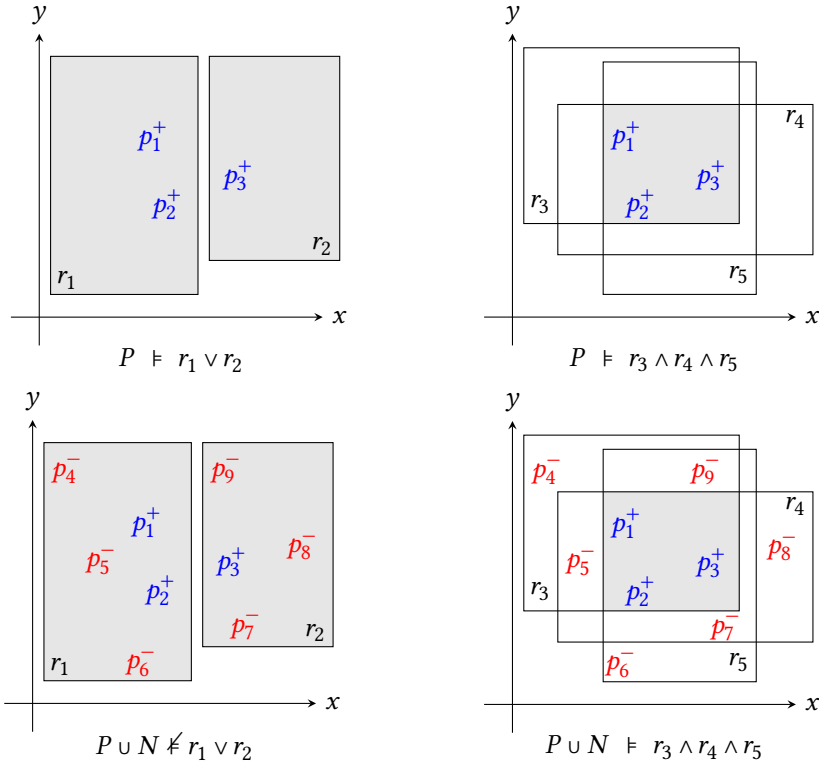 y
p₁⁺
p₂⁺
p₃⁺
r₁
r₂
x
P ⊨ r₁ ∨ r₂
y
r₄
p₁⁺
p₃⁺
r₃
p₂⁺
r₅
x
P ⊨ r₃ ∧ r₄ ∧ r₅
y
p₄⁻
p₉⁻
p₁⁺
p₅⁻
p₃⁺
p₈⁻
p₂⁺
p₇⁻
r₂
r₁
p₆⁻
x
P ∪ N ⊭ r₁ ∨ r₂
y
p₄⁻
p₉⁻
r₄
p₁⁺
p₈⁻
p₅⁻
p₃⁺
r₃
p₂⁺
p₇⁻
p₆⁻
r₅
x
P ∪ N ⊨ r₃ ∧ r₄ ∧ r₅